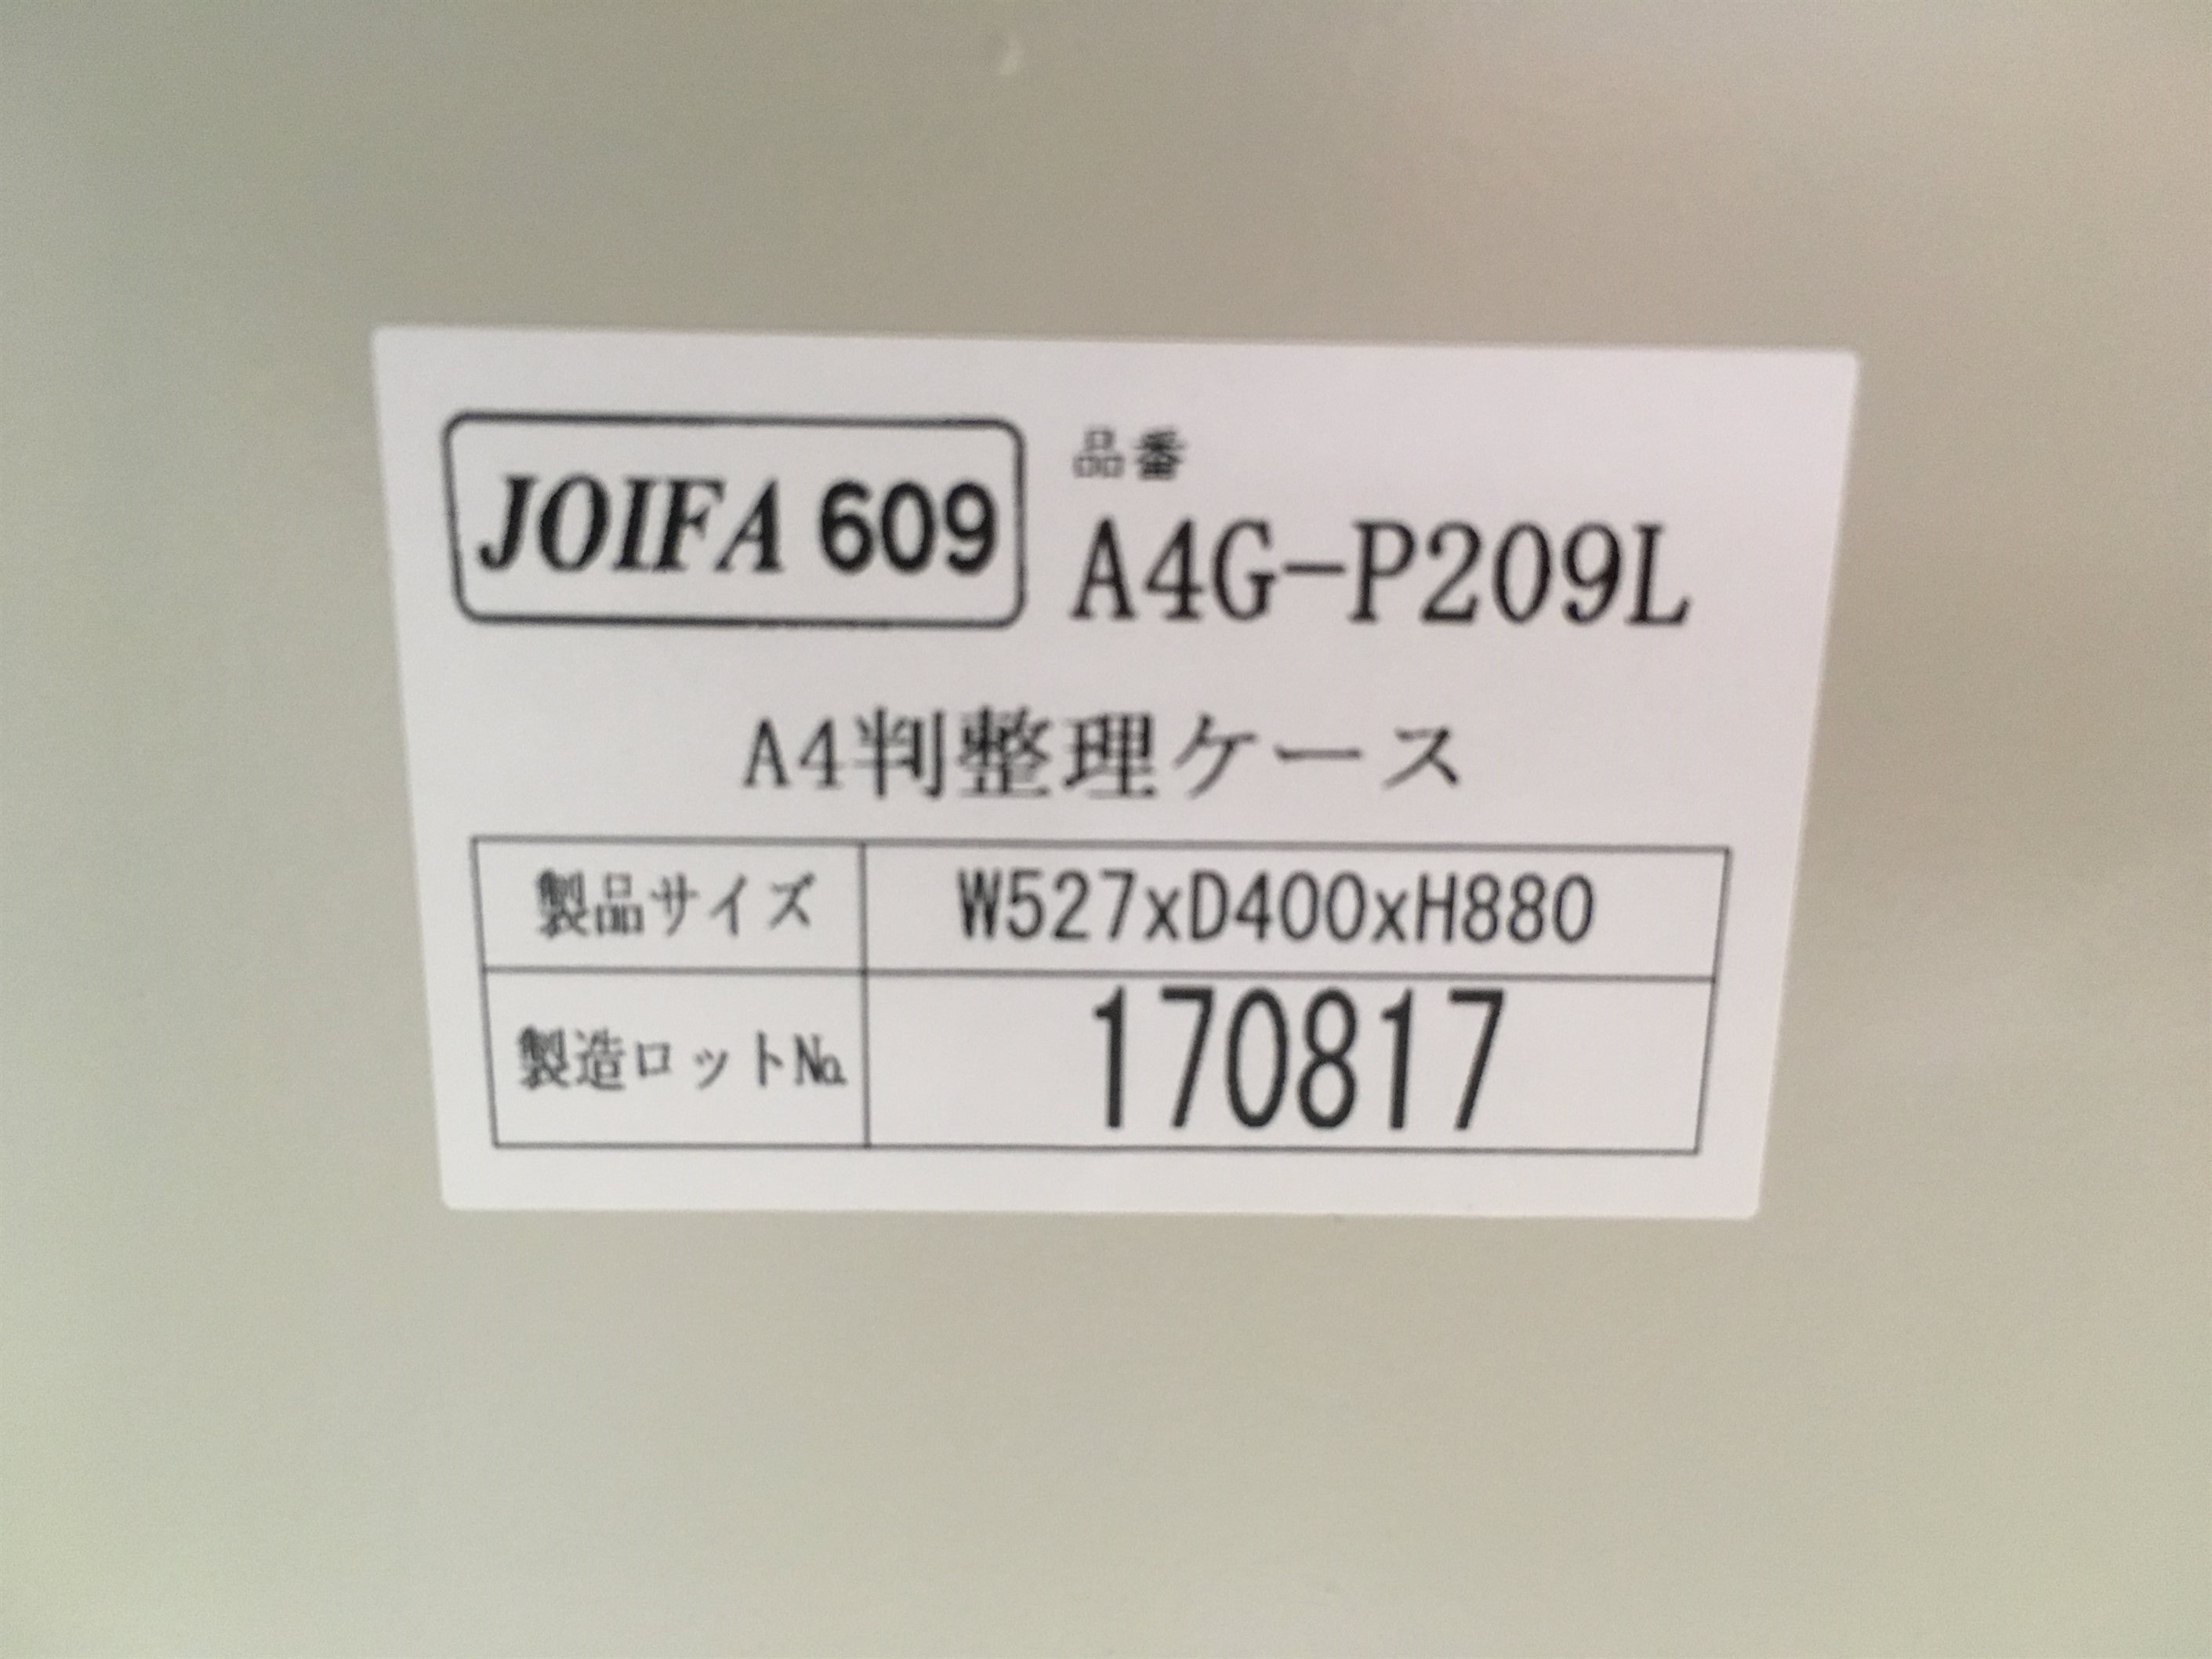 JOIFA 609
品番
A4G-P209L
A4判整理ケース
製品サイズ W527xD400xH880
製造ロット№ 170817